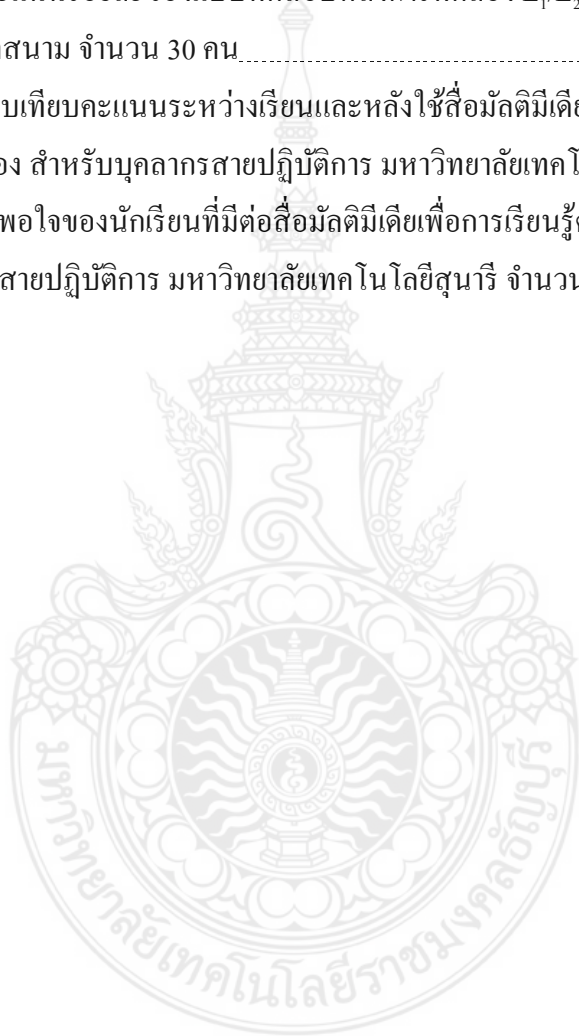 กสนาม จำนวน 30 คน
บเทียบคะแนนระหว่างเรียนและหลังใช้สื่อมัลติมีเดีย
อง สำหรับบุคลากรสายปฏิบัติการ มหาวิทยาลัยเทคโ
พอใจของนักเรียนที่มีต่อสื่อมัลติมีเดียเพื่อการเรียนรู้
สายปฏิบัติการ มหาวิทยาลัยเทคโนโลยีสุนารี จำนวน
มหาวิทยาลัยเทคโนโลยีราชมงคลธัญบุรี